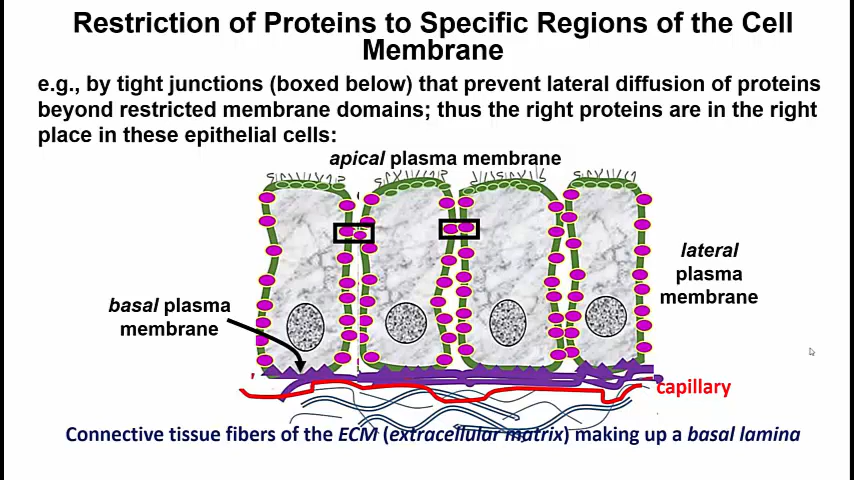 Restriction of Proteins to Specific Regions of the Cell
Membrane
e.g., by tight junctions (boxed below) that prevent lateral diffusion of proteins
beyond restricted membrane domains; thus the right proteins are in the right
place in these epithelial cells:
apical plasma membrane
lateral
plasma
membrane
basal plasma
membrane
capillary
Connective tissue fibers of the ECM (extracellular matrix) making up a basal lamina